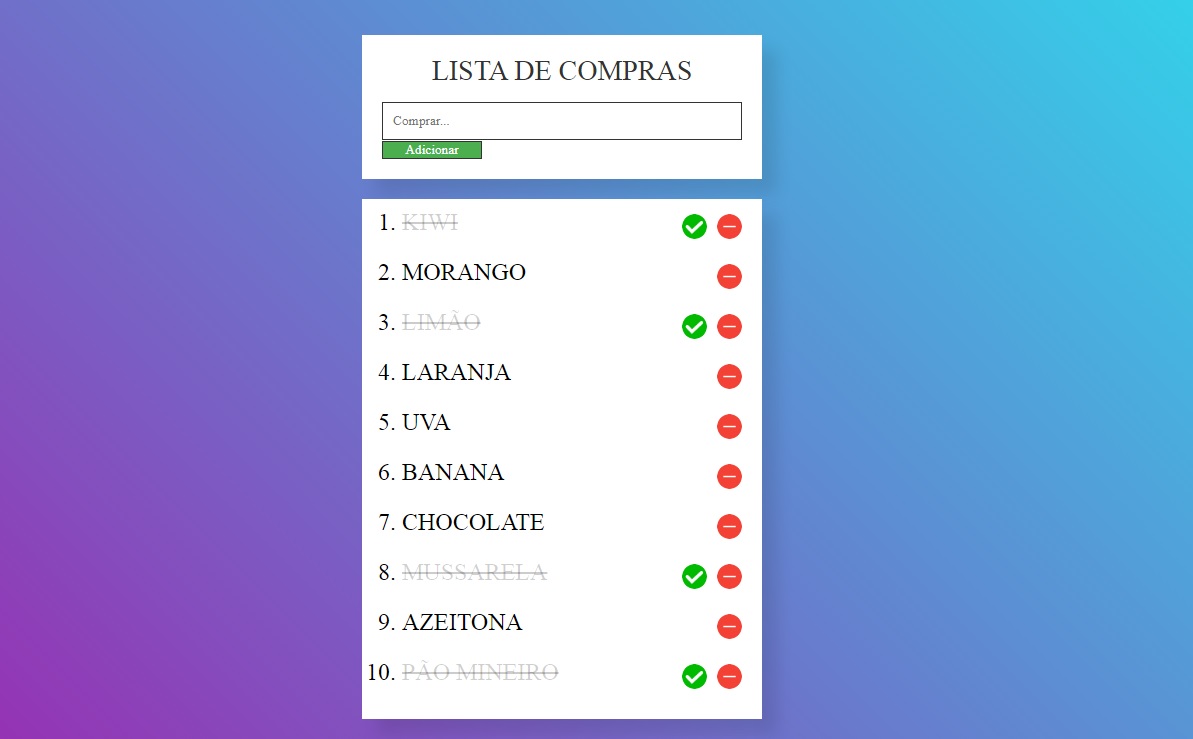 LISTA DE COMPRAS
Comprar...
Adicionar
1. KIWI
2. MORANGO
3. LIMÃO
4. LARANJA
5. UVA
6. BANANA
7. CHOCOLATE
8. MUSSARELA
9. AZEITONA
10. PÃO MINEIRO